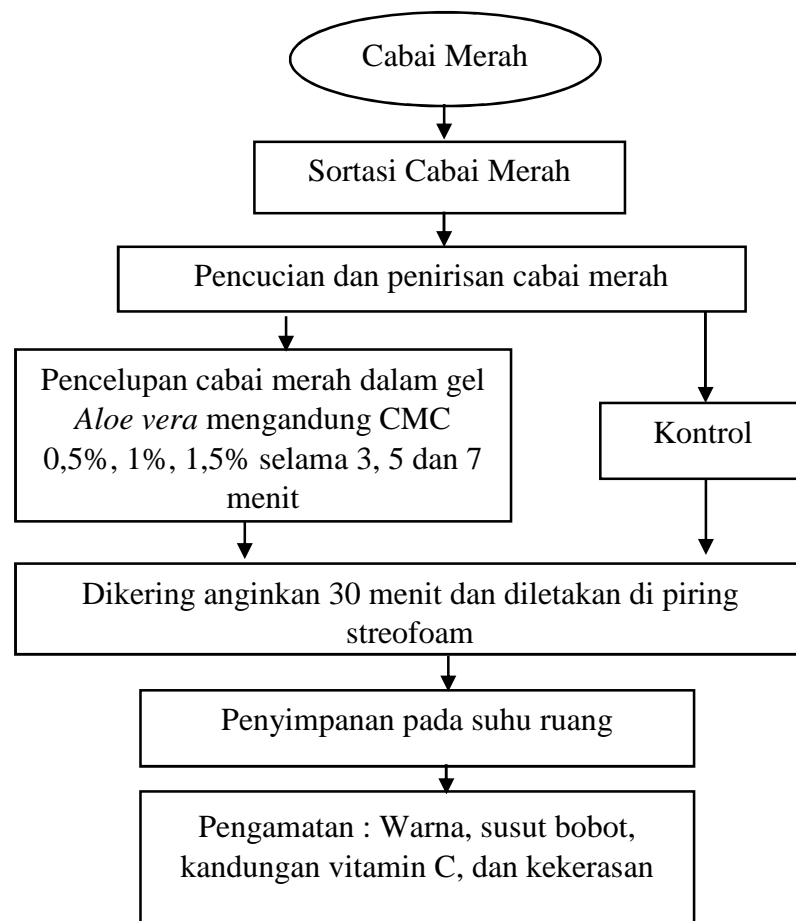 Cabai Merah
Sortasi Cabai Merah
Pencucian dan penirisan cabai merah
Pencelupan cabai merah dalam gel
Aloe vera mengandung CMC
0,5%, 1%, 1,5% selama 3, 5 dan 7
menit
Kontrol
Dikering anginkan 30 menit dan diletakan di piring
streofoam
Penyimpanan pada suhu ruang
Pengamatan : Warna, susut bobot,
kandungan vitamin C, dan kekerasan